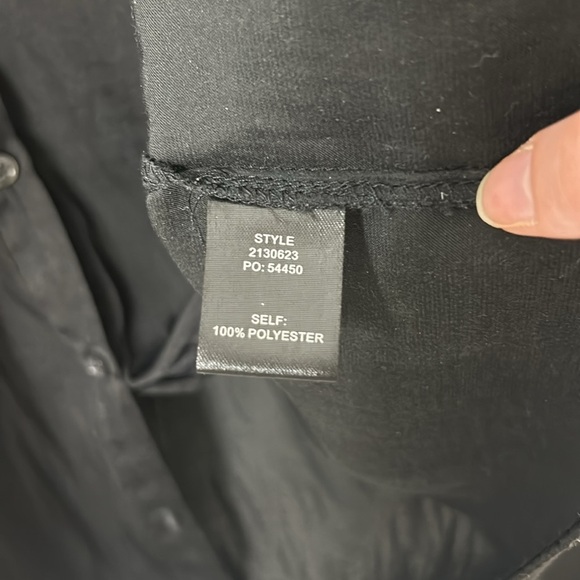 STYLE
2130623
PO: 54450
SELF:
100% POLYESTER